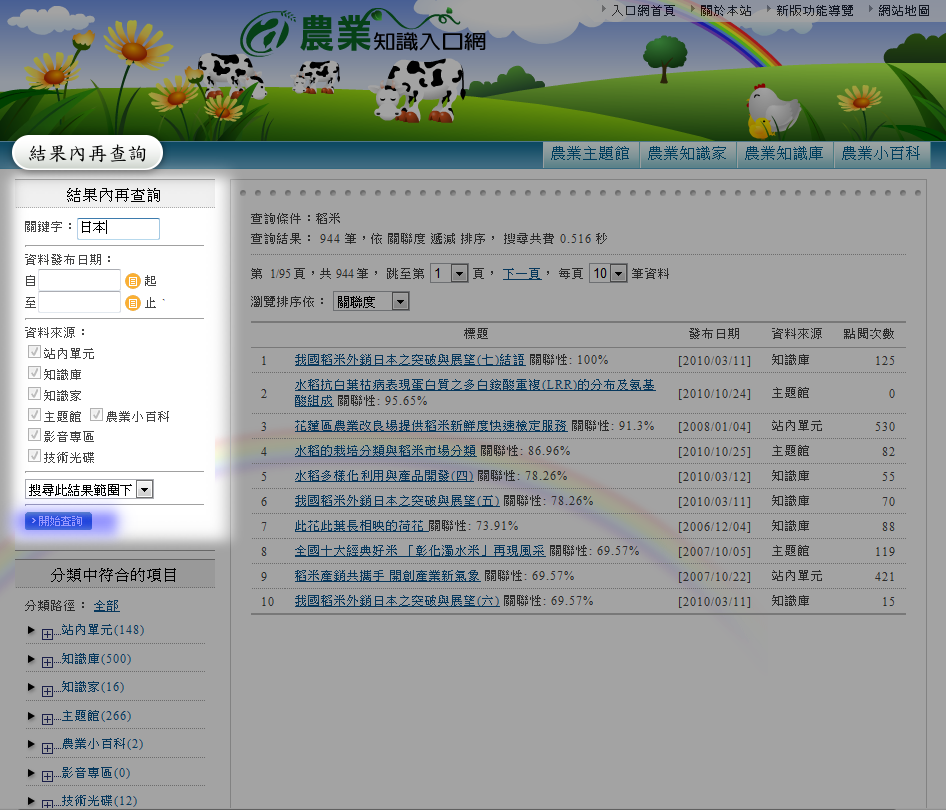 入口網首頁 關於本站 新版功能導覽 網站地圖
農業知識入口網
結果內再查詢
農業主題館 農業知識家 農業知識庫 農業小百科
結果內再查詢
關鍵字：日本
資料發布日期：
自 起
至 止
資料來源：
站內單元
知識庫
知識家
主題館 農業小百科
影音專區
技術光碟
搜尋此結果範圍下
開始查詢
分類中符合的項目
分類路徑： 全部
站內單元(148)
知識庫(500)
知識家(16)
主題館(266)
農業小百科(2)
影音專區(0)
技術光碟(12)
查詢條件：稻米
查詢結果： 944 筆，依 關聯度 遞減 排序， 搜尋共費 0.516 秒
第 1/95 頁，共 944 筆， 跳至第 1 頁， 下一頁， 每頁 10 筆資料
瀏覽排序依： 關聯度
標題 發布日期 資料來源 點閱次數
1 我國稻米外銷日本之突破與展望(七)結語 關聯性: 100% [2010/03/11] 知識庫 125
2 水稻抗白葉枯病表現蛋白質之多白銨酸重複(LRR)的分布及氨基
酸組成 關聯性: 95.65% [2010/10/24] 主題館 0
3 花蓮區農業改良場提供稻米新鮮度快速檢定服務 關聯性: 91.3% [2008/01/04] 站內單元 530
4 水稻的栽培分類與稻米市場分類 關聯性: 86.96% [2010/10/25] 主題館 82
5 水稻多樣化利用與產品開發(四) 關聯性: 78.26% [2010/03/12] 知識庫 55
6 我國稻米外銷日本之突破與展望(五) 關聯性: 78.26% [2010/03/11] 知識庫 70
7 此花此葉長相映的荷花 關聯性: 73.91% [2006/12/04] 知識庫 88
8 全國十大經典好米 「彰化濁水米」再現風采 關聯性: 69.57% [2007/10/05] 主題館 119
9 稻米產銷共攜手 開創產業新氣象 關聯性: 69.57% [2007/10/22] 站內單元 421
10 我國稻米外銷日本之突破與展望(六) 關聯性: 69.57% [2010/03/11] 知識庫 15